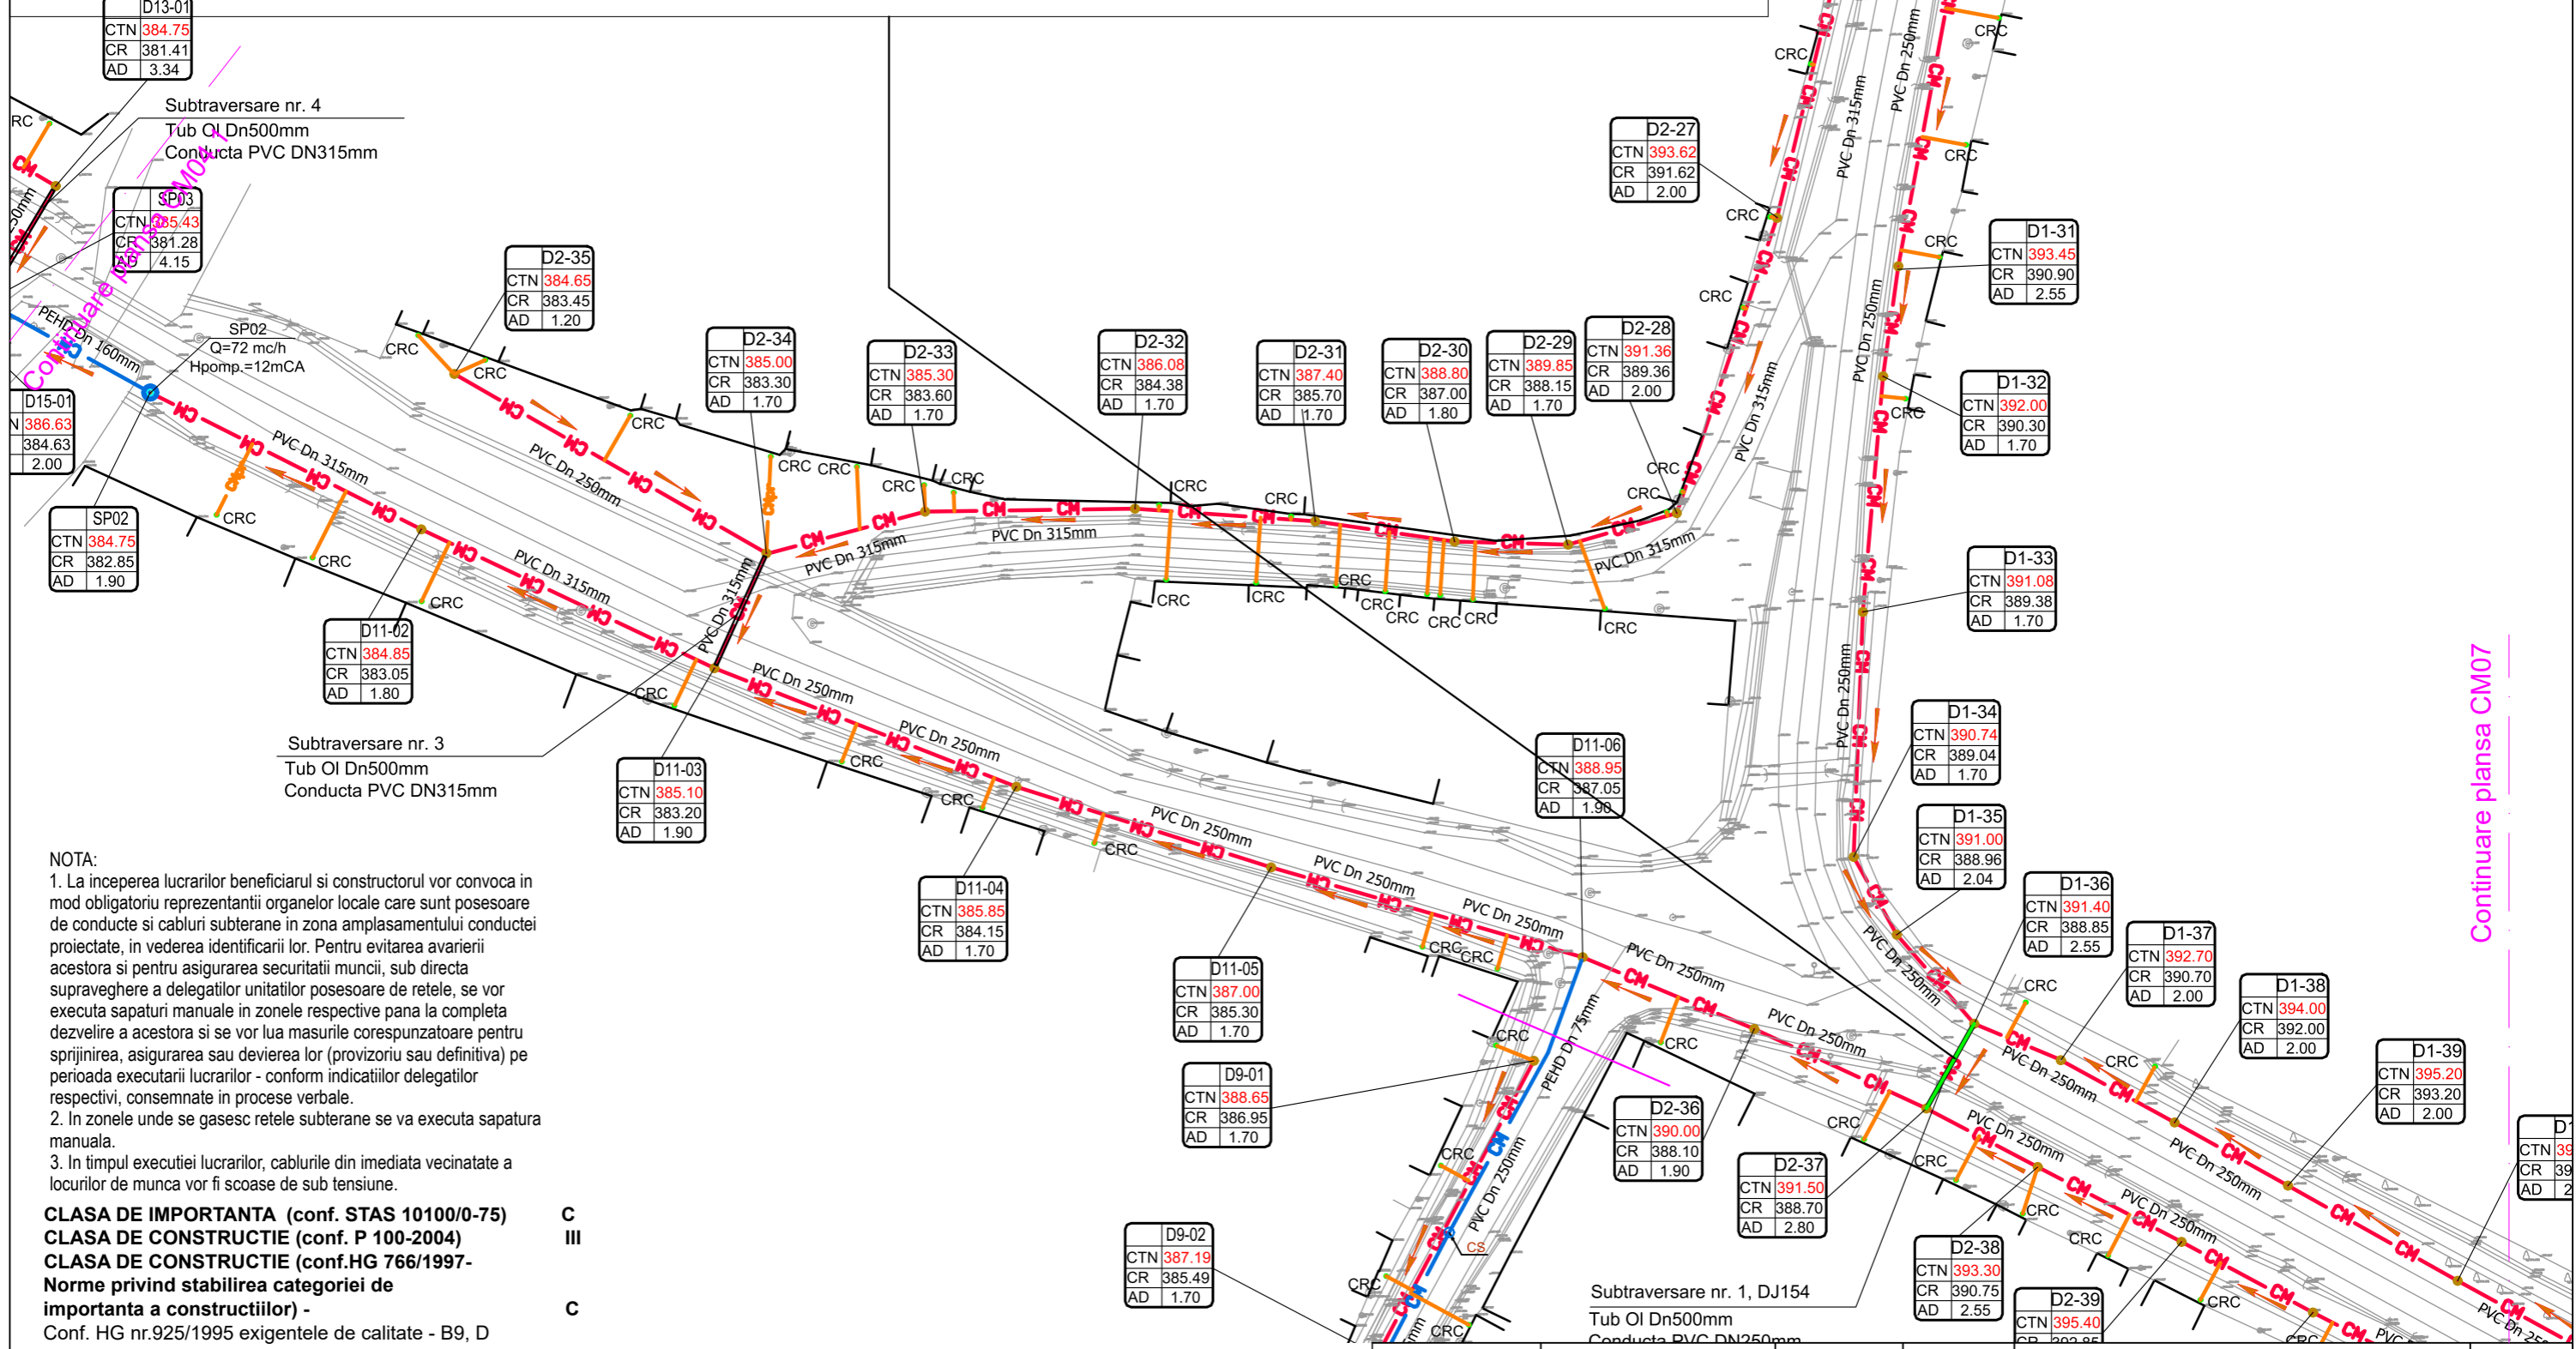 D13-01
CTN 384.75
CR 381.41
AD 3.34
Subtraversare nr. 4
Tub Ol Dn500mm
Conducta PVC DN315mm
SP03
CTN 385.43
CR 381.28
AD 4.15
Continuare plansa CM04-1
PEHD Dn 160mm
SP02
Q=72 mc/h
Hpomp.=12mCA
D15-01
386.63
384.63
2.00
SP02
CTN 384.75
CR 382.85
AD 1.90
D2-35
CTN 384.65
CR 383.45
AD 1.20
D2-34
CTN 385.00
CR 383.30
AD 1.70
D2-33
CTN 385.30
CR 383.60
AD 1.70
D2-32
CTN 386.08
CR 384.38
AD 1.70
D2-31
CTN 387.40
CR 385.70
AD 1.70
D2-30
CTN 388.80
CR 387.00
AD 1.80
D2-29
CTN 389.85
CR 388.15
AD 1.70
D2-28
CTN 391.36
CR 389.36
AD 2.00
D2-27
CTN 393.62
CR 391.62
AD 2.00
D1-31
CTN 393.45
CR 390.90
AD 2.55
D1-32
CTN 392.00
CR 390.30
AD 1.70
D1-33
CTN 391.08
CR 389.38
AD 1.70
D1-34
CTN 390.74
CR 389.04
AD 1.70
D1-35
CTN 391.00
CR 388.96
AD 2.04
D1-36
CTN 391.40
CR 388.85
AD 2.55
D1-37
CTN 392.70
CR 390.70
AD 2.00
D1-38
CTN 394.00
CR 392.00
AD 2.00
D1-39
CTN 395.20
CR 393.20
AD 2.00
Continuare plansa CM07
D11-02
CTN 384.85
CR 383.05
AD 1.80
Subtraversare nr. 3
Tub Ol Dn500mm
Conducta PVC DN315mm
D11-03
CTN 385.10
CR 383.20
AD 1.90
D11-04
CTN 385.85
CR 384.15
AD 1.70
D11-05
CTN 387.00
CR 385.30
AD 1.70
D11-06
CTN 388.95
CR 387.05
AD 1.90
D9-01
CTN 388.65
CR 386.95
AD 1.70
D9-02
CTN 387.19
CR 385.49
AD 1.70
D2-36
CTN 390.00
CR 388.10
AD 1.90
D2-37
CTN 391.50
CR 388.70
AD 2.80
D2-38
CTN 393.30
CR 390.75
AD 2.55
D2-39
CTN 395.40
CR 392.85
PVC Dn 315mm
PVC Dn 250mm
PEHD Dn 75mm
CM
CRC
CS
Subtraversare nr. 1, DJ154
Tub Ol Dn500mm
Conducta PVC DN250mm
NOTA:
1. La inceperea lucrarilor beneficiarul si constructorul vor convoca in
mod obligatoriu reprezentantii organelor locale care sunt posesoare
de conducte si cabluri subterane in zona amplasamentului conductei
proiectate, in vederea identificarii lor. Pentru evitarea avarierii
acestora si pentru asigurarea securitatii muncii, sub directa
supraveghere a delegatilor unitatilor posesoare de retele, se vor
executa sapaturi manuale in zonele respective pana la completa
dezvelire a acestora si se vor lua masurile corespunzatoare pentru
sprijinirea, asigurarea sau devierea lor (provizoriu sau definitiva) pe
perioada executarii lucrarilor - conform indicatiilor delegatilor
respectivi, consemnate in procese verbale.
2. In zonele unde se gasesc retele subterane se va executa sapatura
manuala.
3. In timpul executiei lucrarilor, cablurile din imediata vecinatate a
locurilor de munca vor fi scoase de sub tensiune.
CLASA DE IMPORTANTA (conf. STAS 10100/0-75) C
CLASA DE CONSTRUCTIE (conf. P 100-2004) III
CLASA DE CONSTRUCTIE (conf.HG 766/1997-
Norme privind stabilirea categoriei de
importanta a constructiilor) - C
Conf. HG nr.925/1995 exigentele de calitate - B9, D